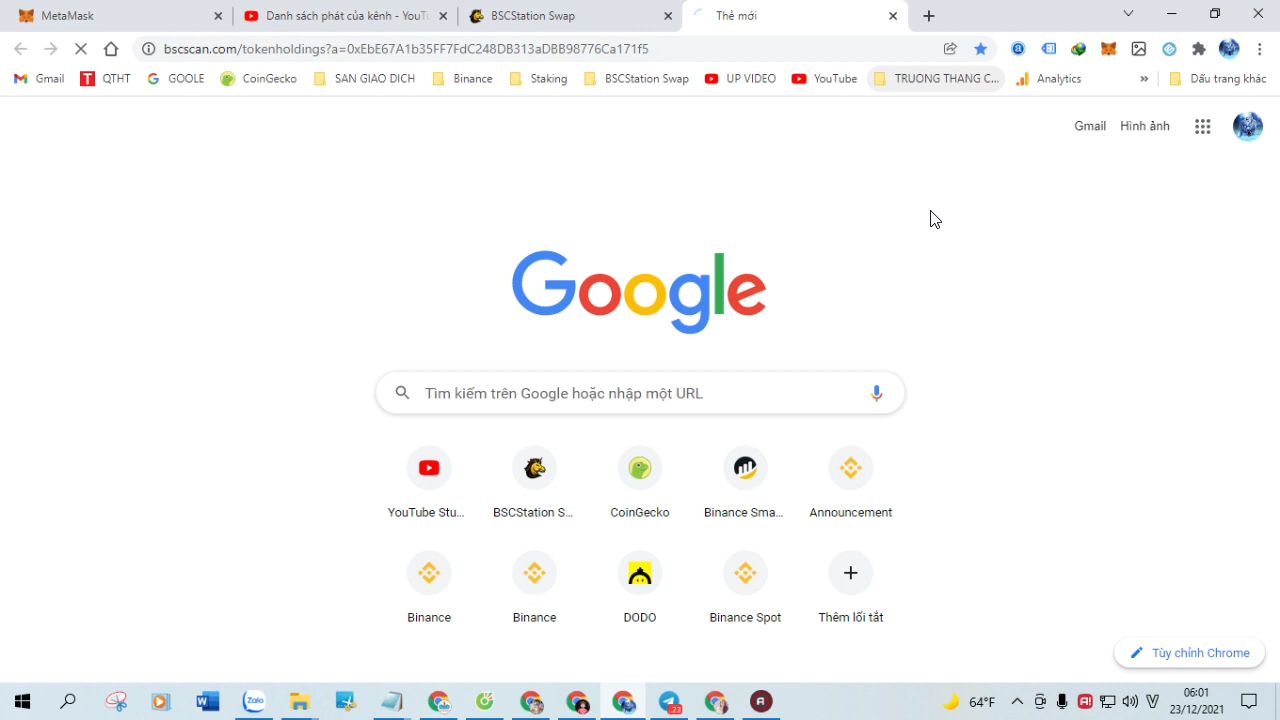 MetaMask
Danh sách phát của kênh - YouT
BSCStation Swap
Thẻ mới
bscscan.com/tokenholdings?a=0xEbE67A1b35FF7FdC248DB313aDBB98776Ca171f5
Gmail
QTHT
GOOLE
CoinGecko
SAN GIAO DICH
Binance
Staking
BSCStation Swap
UP VIDEO
YouTube
TRUONG THANG C...
Analytics
»
Dấu trang khác
Gmail
Hình ảnh
Google
Tìm kiếm trên Google hoặc nhập một URL
YouTube Stu...
BSCStation S...
CoinGecko
Binance Sma...
Announcement
Binance
Binance
DODO
Binance Spot
Thêm lối tắt
Tùy chỉnh Chrome
Zalo
23
64°F
06:01
23/12/2021